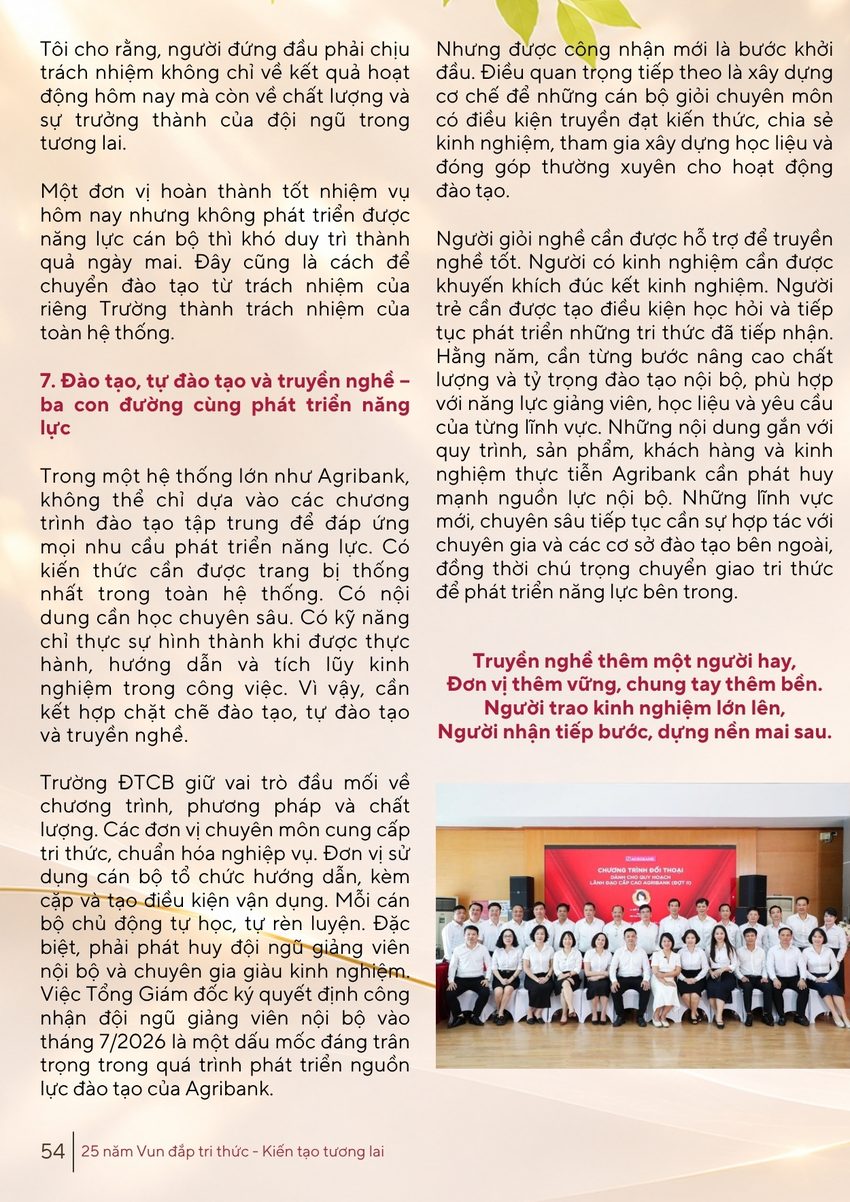 Tôi cho rằng, người đứng đầu phải chịu
trách nhiệm không chỉ về kết quả hoạt
động hôm nay mà còn về chất lượng và
sự trưởng thành của đội ngũ trong
tương lai.
Một đơn vị hoàn thành tốt nhiệm vụ
hôm nay nhưng không phát triển được
năng lực cán bộ thì khó duy trì thành
quả ngày mai. Đây cũng là cách để
chuyển đào tạo từ trách nhiệm của
riêng Trường thành trách nhiệm của
toàn hệ thống.
7. Đào tạo, tự đào tạo và truyền nghề –
ba con đường cùng phát triển năng
lực
Trong một hệ thống lớn như Agribank,
không thể chỉ dựa vào các chương
trình đào tạo tập trung để đáp ứng
mọi nhu cầu phát triển năng lực. Có
kiến thức cần được trang bị thống
nhất trong toàn hệ thống. Có nội
dung cần học chuyên sâu. Có kỹ năng
chỉ thực sự hình thành khi được thực
hành, hướng dẫn và tích lũy kinh
nghiệm trong công việc. Vì vậy, cần
kết hợp chặt chẽ đào tạo, tự đào tạo
và truyền nghề.
Trường ĐTCB giữ vai trò đầu mối về
chương trình, phương pháp và chất
lượng. Các đơn vị chuyên môn cung cấp
tri thức, chuẩn hóa nghiệp vụ. Đơn vị sử
dụng cán bộ tổ chức hướng dẫn, kèm
cặp và tạo điều kiện vận dụng. Mỗi cán
bộ chủ động tự học, tự rèn luyện. Đặc
biệt, phải phát huy đội ngũ giảng viên
nội bộ và chuyên gia giàu kinh nghiệm.
Việc Tổng Giám đốc ký quyết định công
nhận đội ngũ giảng viên nội bộ vào
tháng 7/2026 là một dấu mốc đáng trân
trọng trong quá trình phát triển nguồn
lực đào tạo của Agribank.
Nhưng được công nhận mới là bước khởi
đầu. Điều quan trọng tiếp theo là xây dựng
cơ chế để những cán bộ giỏi chuyên môn
có điều kiện truyền đạt kiến thức, chia sẻ
kinh nghiệm, tham gia xây dựng học liệu và
đóng góp thường xuyên cho hoạt động
đào tạo.
Người giỏi nghề cần được hỗ trợ để truyền
nghề tốt. Người có kinh nghiệm cần được
khuyến khích đúc kết kinh nghiệm. Người
trẻ cần được tạo điều kiện học hỏi và tiếp
tục phát triển những tri thức đã tiếp nhận.
Hằng năm, cần từng bước nâng cao chất
lượng và tỷ trọng đào tạo nội bộ, phù hợp
với năng lực giảng viên, học liệu và yêu cầu
của từng lĩnh vực. Những nội dung gắn với
quy trình, sản phẩm, khách hàng và kinh
nghiệm thực tiễn Agribank cần phát huy
mạnh nguồn lực nội bộ. Những lĩnh vực
mới, chuyên sâu tiếp tục cần sự hợp tác với
chuyên gia và các cơ sở đào tạo bên ngoài,
đồng thời chú trọng chuyển giao tri thức
để phát triển năng lực bên trong.
Truyền nghề thêm một người hay,
Đơn vị thêm vững, chung tay thêm bền.
Người trao kinh nghiệm lớn lên,
Người nhận tiếp bước, dựng nền mai sau.
AGRIBANK
CHƯƠNG TRÌNH ĐỐI THOẠI
DÀNH CHO QUY HOẠCH
LÃNH ĐẠO CẤP CAO AGRIBANK (ĐỢT II)
54 25 năm Vun đắp tri thức - Kiến tạo tương lai